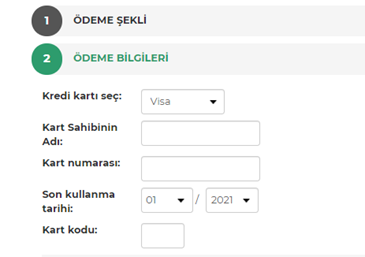 1 ÖDEME ŞEKLİ
2 ÖDEME BİLGİLERİ
Kredi kartı seç: Visa
Kart Sahibinin
Adı:
Kart numarası:
Son kullanma
tarihi: 01 / 2021
Kart kodu: